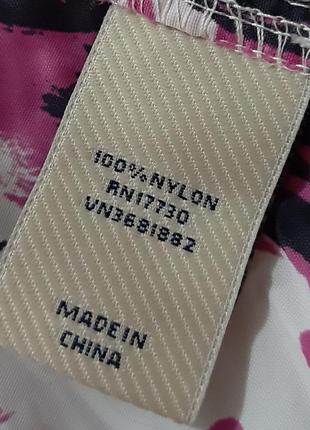 100% NYLON
RN17730
VN3681882
MADE IN
CHINA